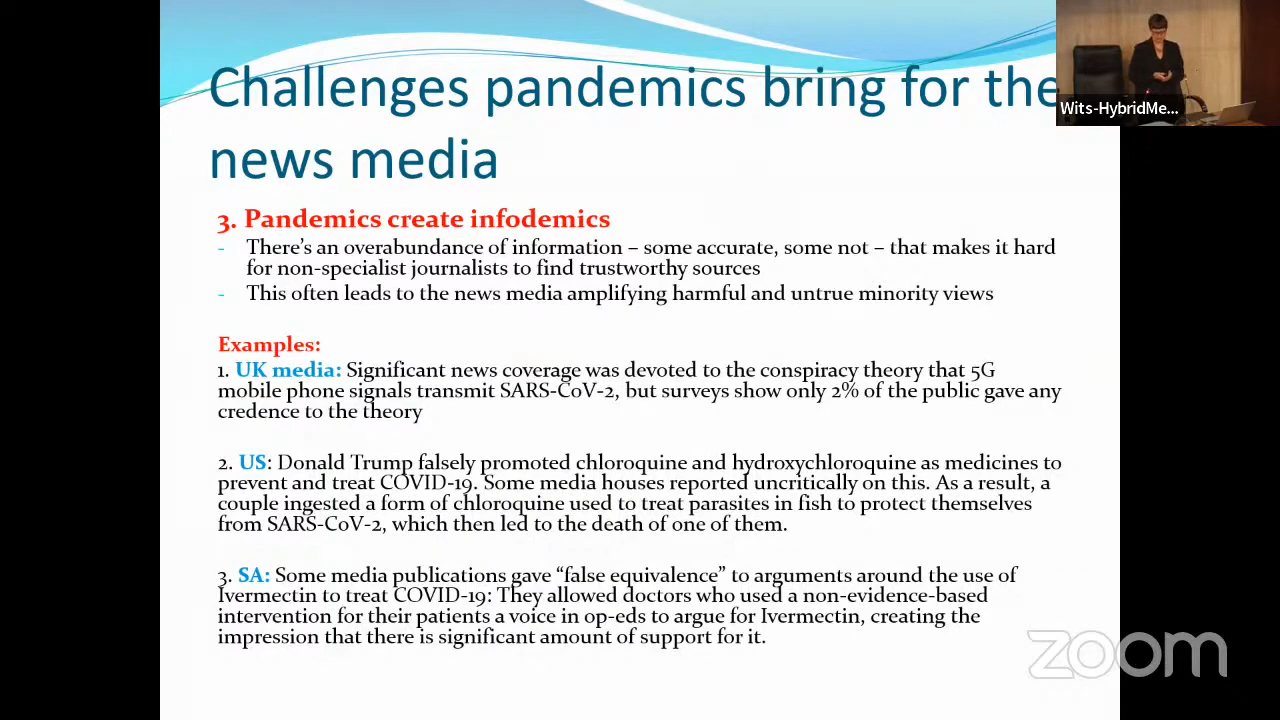 Challenges pandemics bring for the
news media
Wits-HybridMe...
3. Pandemics create infodemics
- There's an overabundance of information – some accurate, some not – that makes it hard
for non-specialist journalists to find trustworthy sources
- This often leads to the news media amplifying harmful and untrue minority views
Examples:
1. UK media: Significant news coverage was devoted to the conspiracy theory that 5G
mobile phone signals transmit SARS-CoV-2, but surveys show only 2% of the public gave any
credence to the theory
2. US: Donald Trump falsely promoted chloroquine and hydroxychloroquine as medicines to
prevent and treat COVID-19. Some media houses reported uncritically on this. As a result, a
couple ingested a form of chloroquine used to treat parasites in fish to protect themselves
from SARS-CoV-2, which then led to the death of one of them.
3. SA: Some media publications gave “false equivalence” to arguments around the use of
Ivermectin to treat COVID-19: They allowed doctors who used a non-evidence-based
intervention for their patients a voice in op-eds to argue for Ivermectin, creating the
impression that there is significant amount of support for it.
zoom